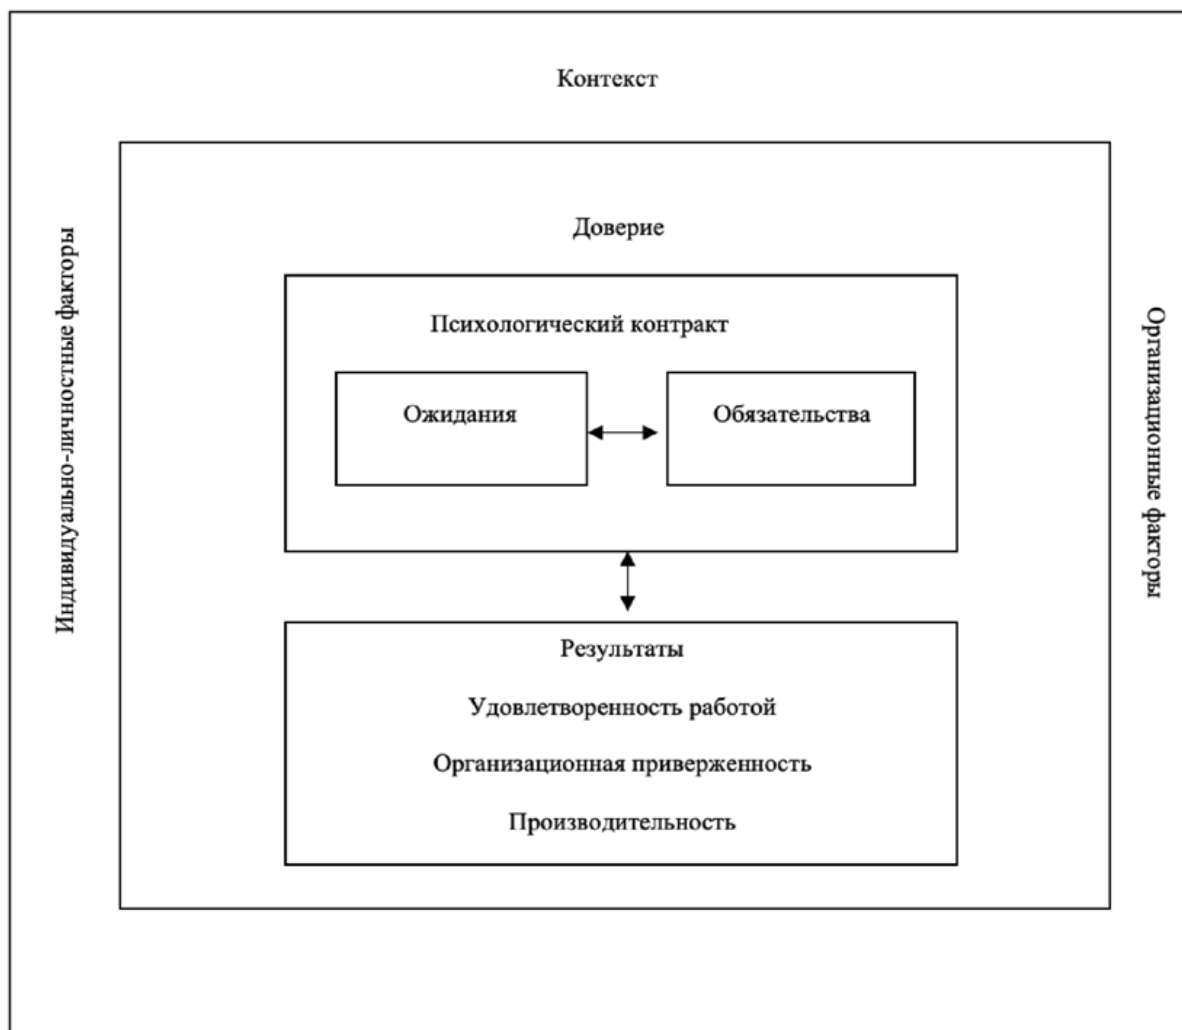 Контекст
Доверие
Индивидуально-личностные факторы
Организационные факторы
Психологический контракт
Ожидания
Обязательства
Результаты
Удовлетворенность работой
Организационная приверженность
Производительность